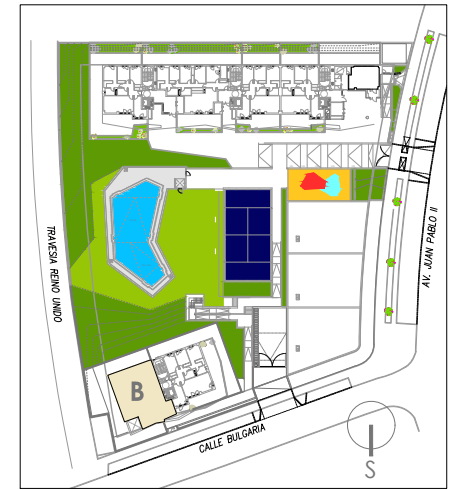 TRAVESIA REINO UNIDO
AV. JUAN PABLO II
B
CALLE BULGARIA
S